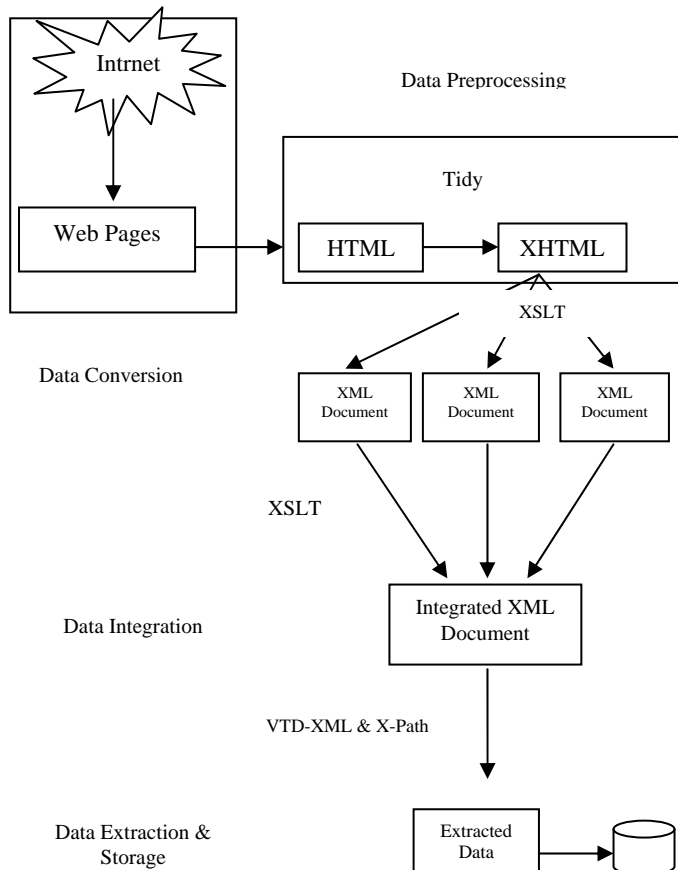 Intrnet
Data Preprocessing
Tidy
Web Pages
HTML
XHTML
XSLT
Data Conversion
XML
Document
XML
Document
XML
Document
XSLT
Integrated XML
Document
Data Integration
VTD-XML & X-Path
Data Extraction &
Storage
Extracted
Data